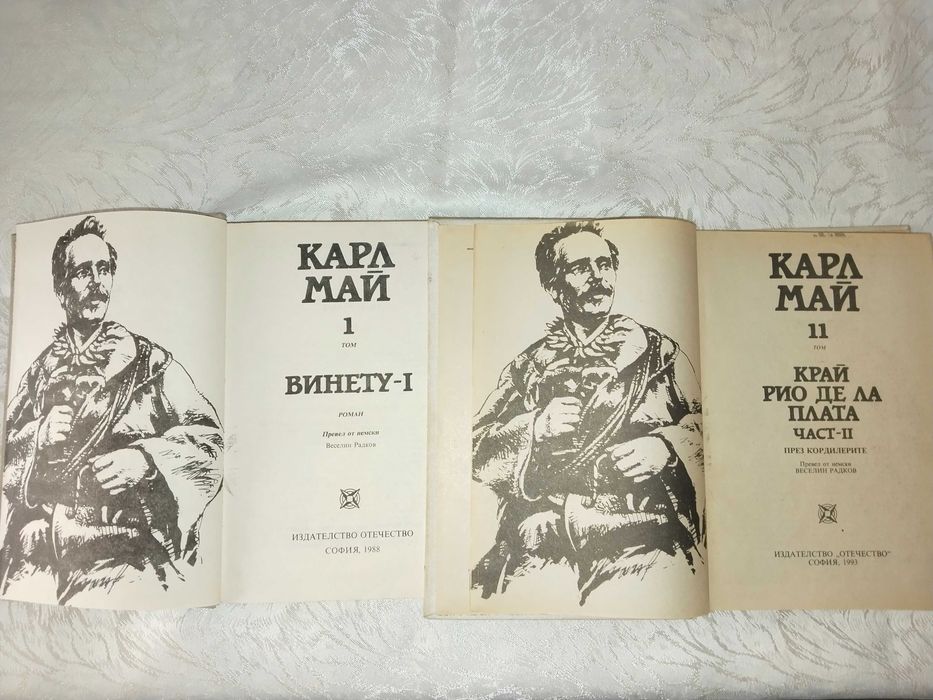 КАРЛ
МАЙ
1
ТОМ
ВИНЕТУ-I
РОМАН
Превел от немски
Веселин Радков
ИЗДАТЕЛСТВО ОТЕЧЕСТВО
СОФИЯ, 1988
КАРЛ
МАЙ
11
ТОМ
КРАЙ
РИО ДЕ ЛА
ПЛАТА
ЧАСТ-II
ПРЕЗ КОРДИЛЕРИТЕ
Превел от немски
ВЕСЕЛИН РАДКОВ
ИЗДАТЕЛСТВО „ОТЕЧЕСТВО"
СОФИЯ, 1993